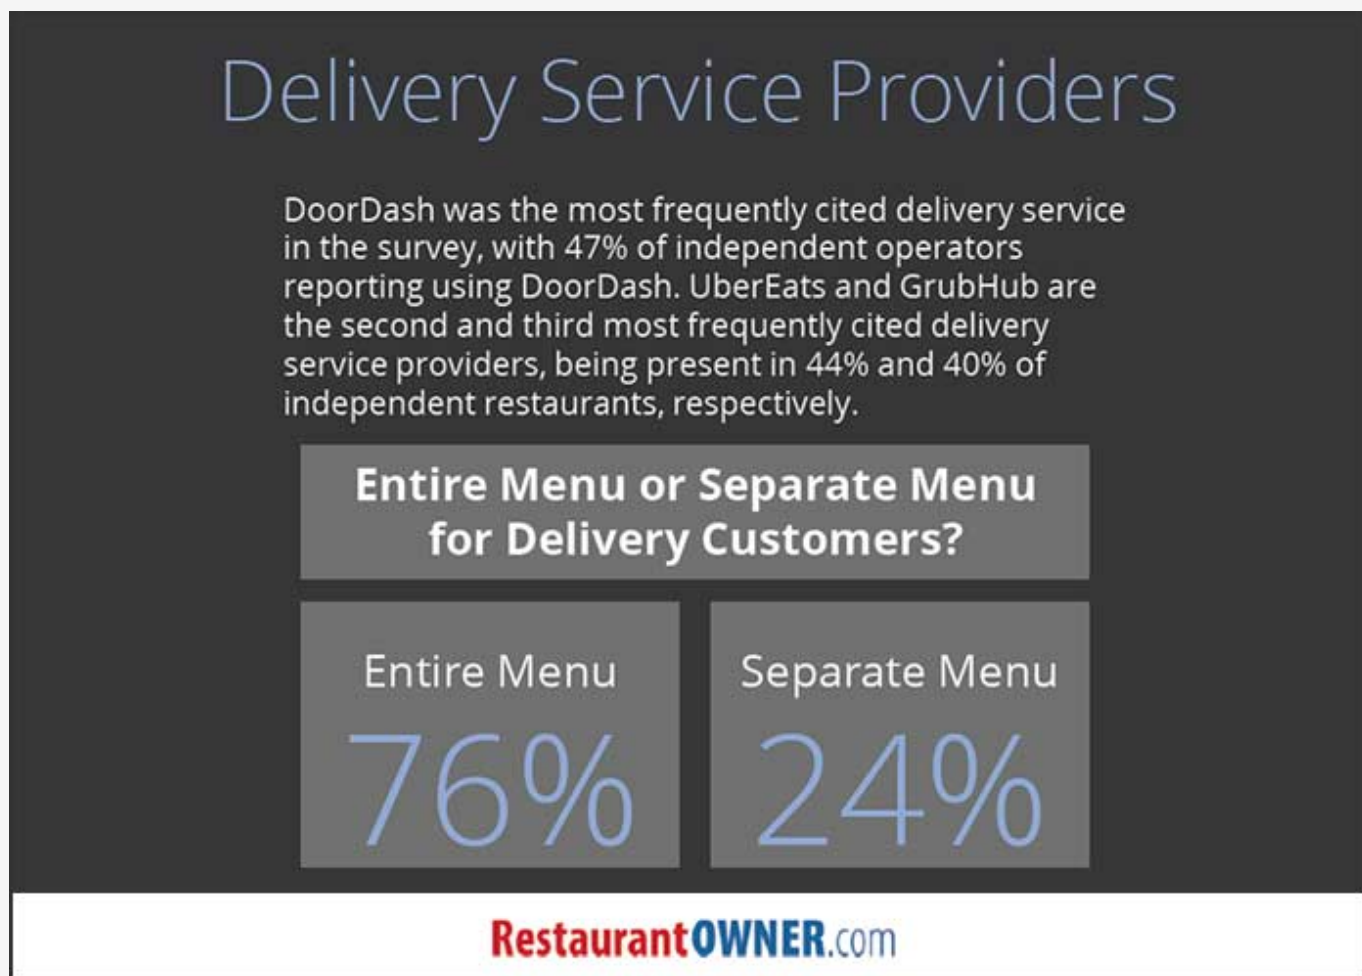 Delivery Service Providers
DoorDash was the most frequently cited delivery service
in the survey, with 47% of independent operators
reporting using DoorDash. UberEats and GrubHub are
the second and third most frequently cited delivery
service providers, being present in 44% and 40% of
independent restaurants, respectively.
Entire Menu or Separate Menu
for Delivery Customers?
Entire Menu
76%
Separate Menu
24%
RestaurantOWNER.com